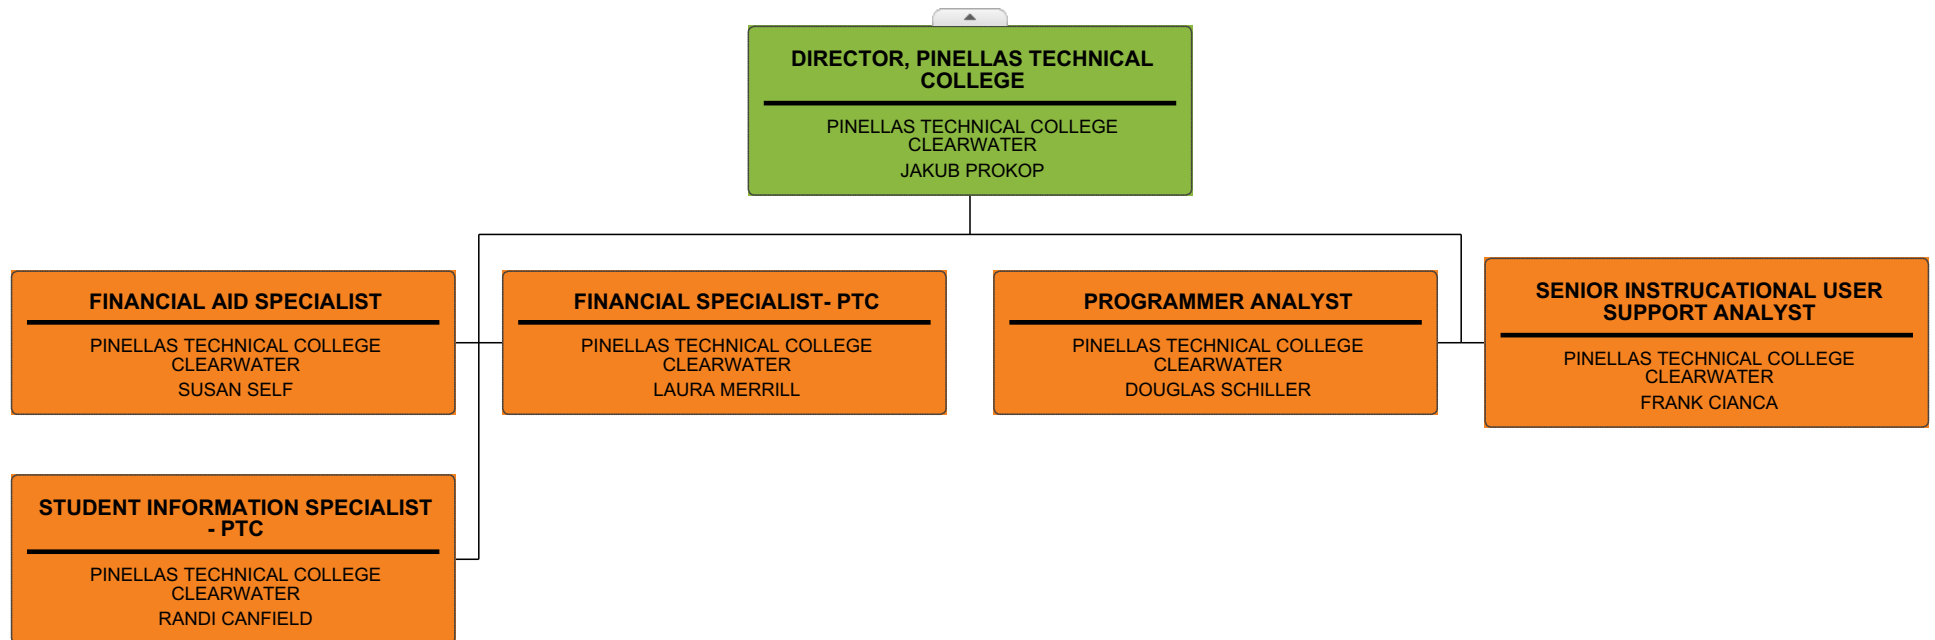 DIRECTOR, PINELLAS TECHNICAL
COLLEGE
PINELLAS TECHNICAL COLLEGE
CLEARWATER
JAKUB PROKOP
FINANCIAL AID SPECIALIST
PINELLAS TECHNICAL COLLEGE
CLEARWATER
SUSAN SELF
FINANCIAL SPECIALIST- PTC
PINELLAS TECHNICAL COLLEGE
CLEARWATER
LAURA MERRILL
PROGRAMMER ANALYST
PINELLAS TECHNICAL COLLEGE
CLEARWATER
DOUGLAS SCHILLER
SENIOR INSTRUCATIONAL USER
SUPPORT ANALYST
PINELLAS TECHNICAL COLLEGE
CLEARWATER
FRANK CIANCA
STUDENT INFORMATION SPECIALIST
- PTC
PINELLAS TECHNICAL COLLEGE
CLEARWATER
RANDI CANFIELD